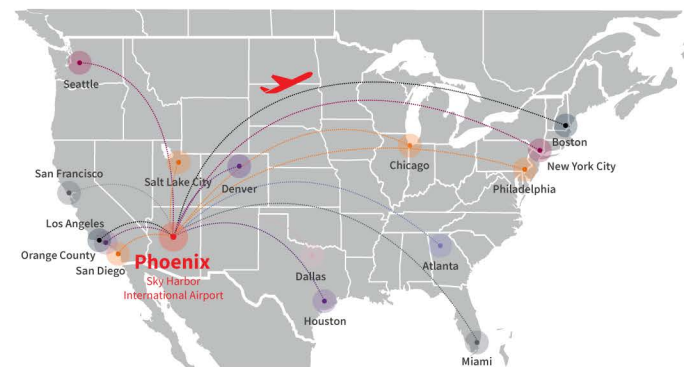 Seattle
Boston
New York City
Chicago
San Francisco
Salt Lake City
Denver
Philadelphia
Los Angeles
Orange County
San Diego
Phoenix
Sky Harbor
International Airport
Atlanta
Dallas
Houston
Miami